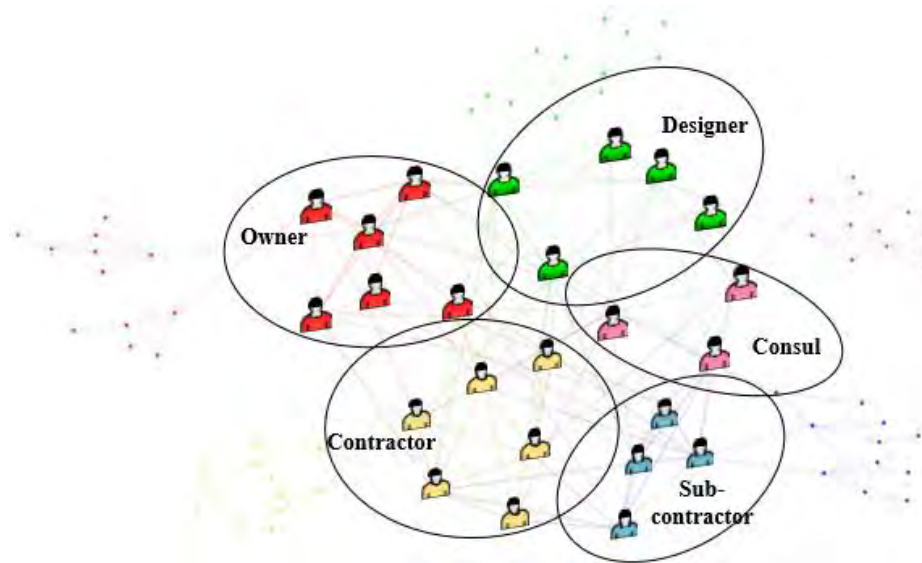 Designer
Owner
Consul
Contractor
Sub-
contractor